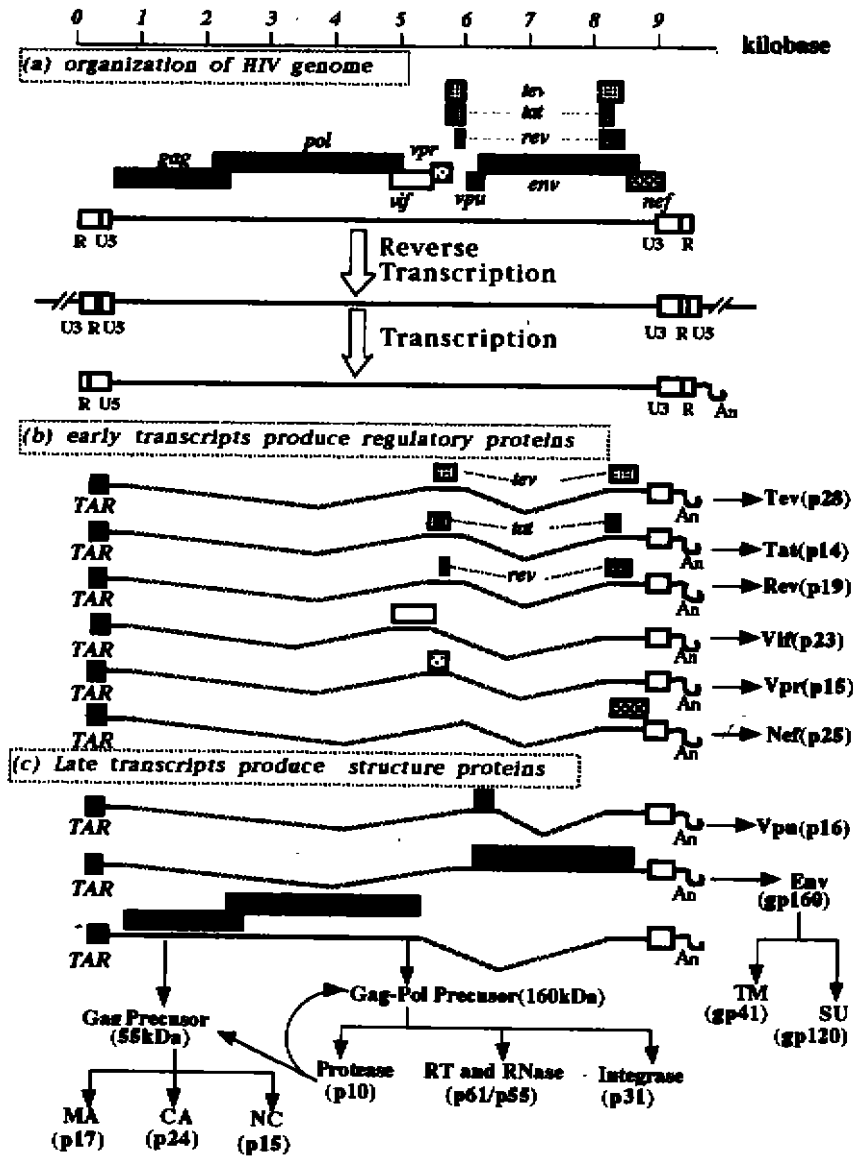 0 1 2 3 4 5 6 7 8 9
kilobase
(a) organization of HIV genome
tev
tat
rev
gag pol vpr
vif vpu env nef
R U5 U3 R
Reverse
Transcription
U3 R U5 U3 R U5
Transcription
R U5 U3 R An
(b) early transcripts produce regulatory proteins
tev
TAR An Tev(p28)
tat
TAR An Tat(p14)
rev
TAR An Rev(p19)
TAR An Vif(p23)
TAR An Vpr(p15)
TAR An Nef(p25)
(c) Late transcripts produce structure proteins
TAR An Vpu(p16)
TAR An Env
(gp160)
TAR An
Gag-Pol Precusor(160kDa)
TM SU
(gp41) (gp120)
Gag Precusor
(55kDa)
Protease RT and RNase Integrase
(p10) (p61/p55) (p31)
MA CA NC
(p17) (p24) (p15)